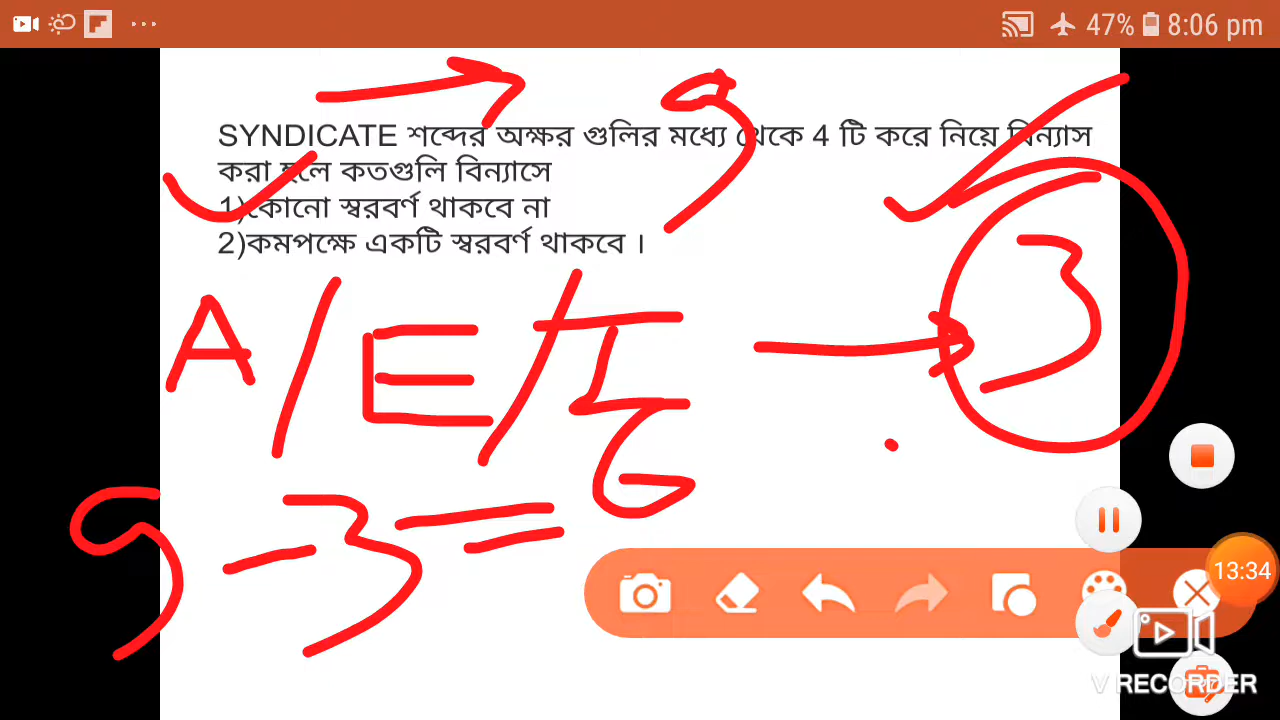 47% 8:06 pm
SYNDICATE শব্দের অক্ষর গুলির মধ্যে থেকে 4 টি করে নিয়ে বিন্যাস
করা হলে কতগুলি বিন্যাসে
1)কোনো স্বরবর্ণ থাকবে না
2)কমপক্ষে একটি স্বরবর্ণ থাকবে ।
9
A/E/I → 3
9-3=6
13:34
V RECORDER